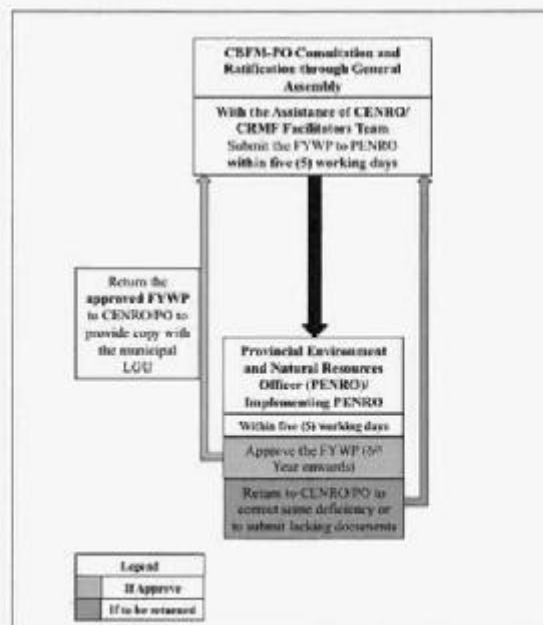 CBFM-PO Consultation and
Ratification through General
Assembly
With the Assistance of CENRO/
CRMF Facilitators Team
Submit the FYWP to PENRO
within five (5) working days
Return the
approved FYWP
to CENRO/PO to
provide copy with
the municipal
LGU
Provincial Environment
and Natural Resources
Officer (PENRO)/
Implementing PENRO
Within five (5) working days
Approve the FYWP
Year onwards)
Return to CENRO/PO to
correct some deficiency or
to submit lacking documents
Legend
If Approve
If to be returned